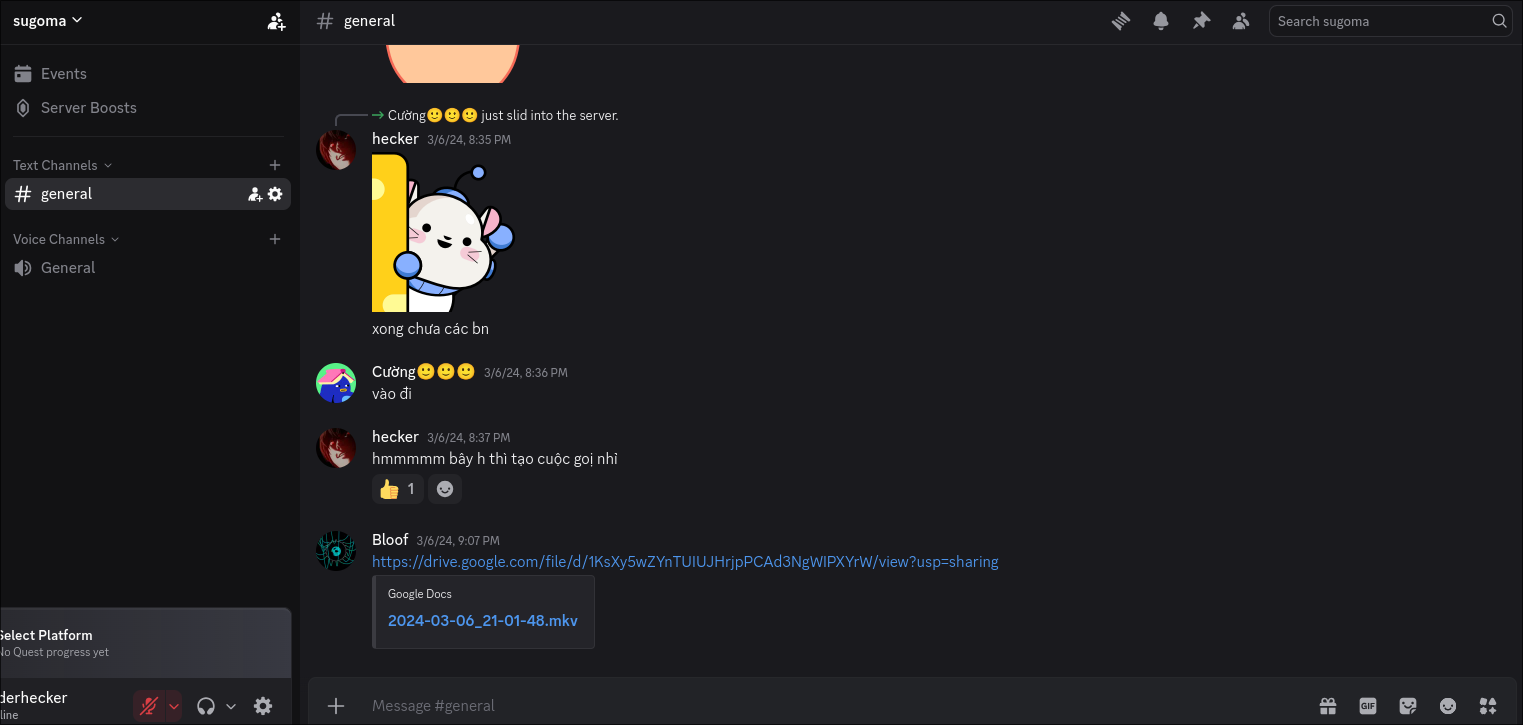 sugoma
general
Search sugoma
Events
Server Boosts
Text Channels
general
Voice Channels
General
Cường🙂🙂🙂 just slid into the server.
hecker 3/6/24, 8:35 PM
xong chưa các bn
Cường🙂🙂🙂 3/6/24, 8:36 PM
vào đi
hecker 3/6/24, 8:37 PM
hmmmmm bây h thì tạo cuộc goị nhỉ
👍 1
Bloof 3/6/24, 9:07 PM
https://drive.google.com/file/d/1KsXy5wZYnTUIUJHrjpPCAd3NgWIPXYrW/view?usp=sharing
Google Docs
2024-03-06_21-01-48.mkv
Select Platform
No Quest progress yet
derhecker
line
Message #general
GIF